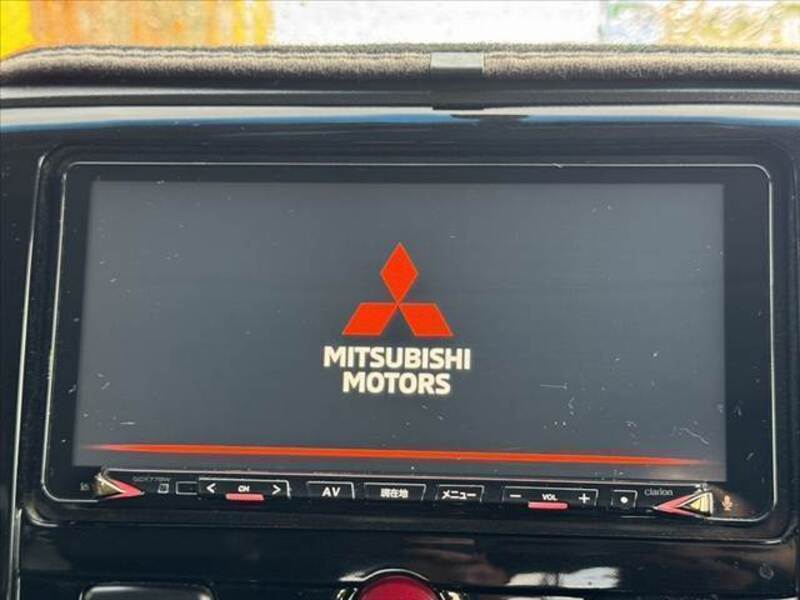 MITSUBISHI
MOTORS
CH
AV
現在地
メニュー
VOL
clarion